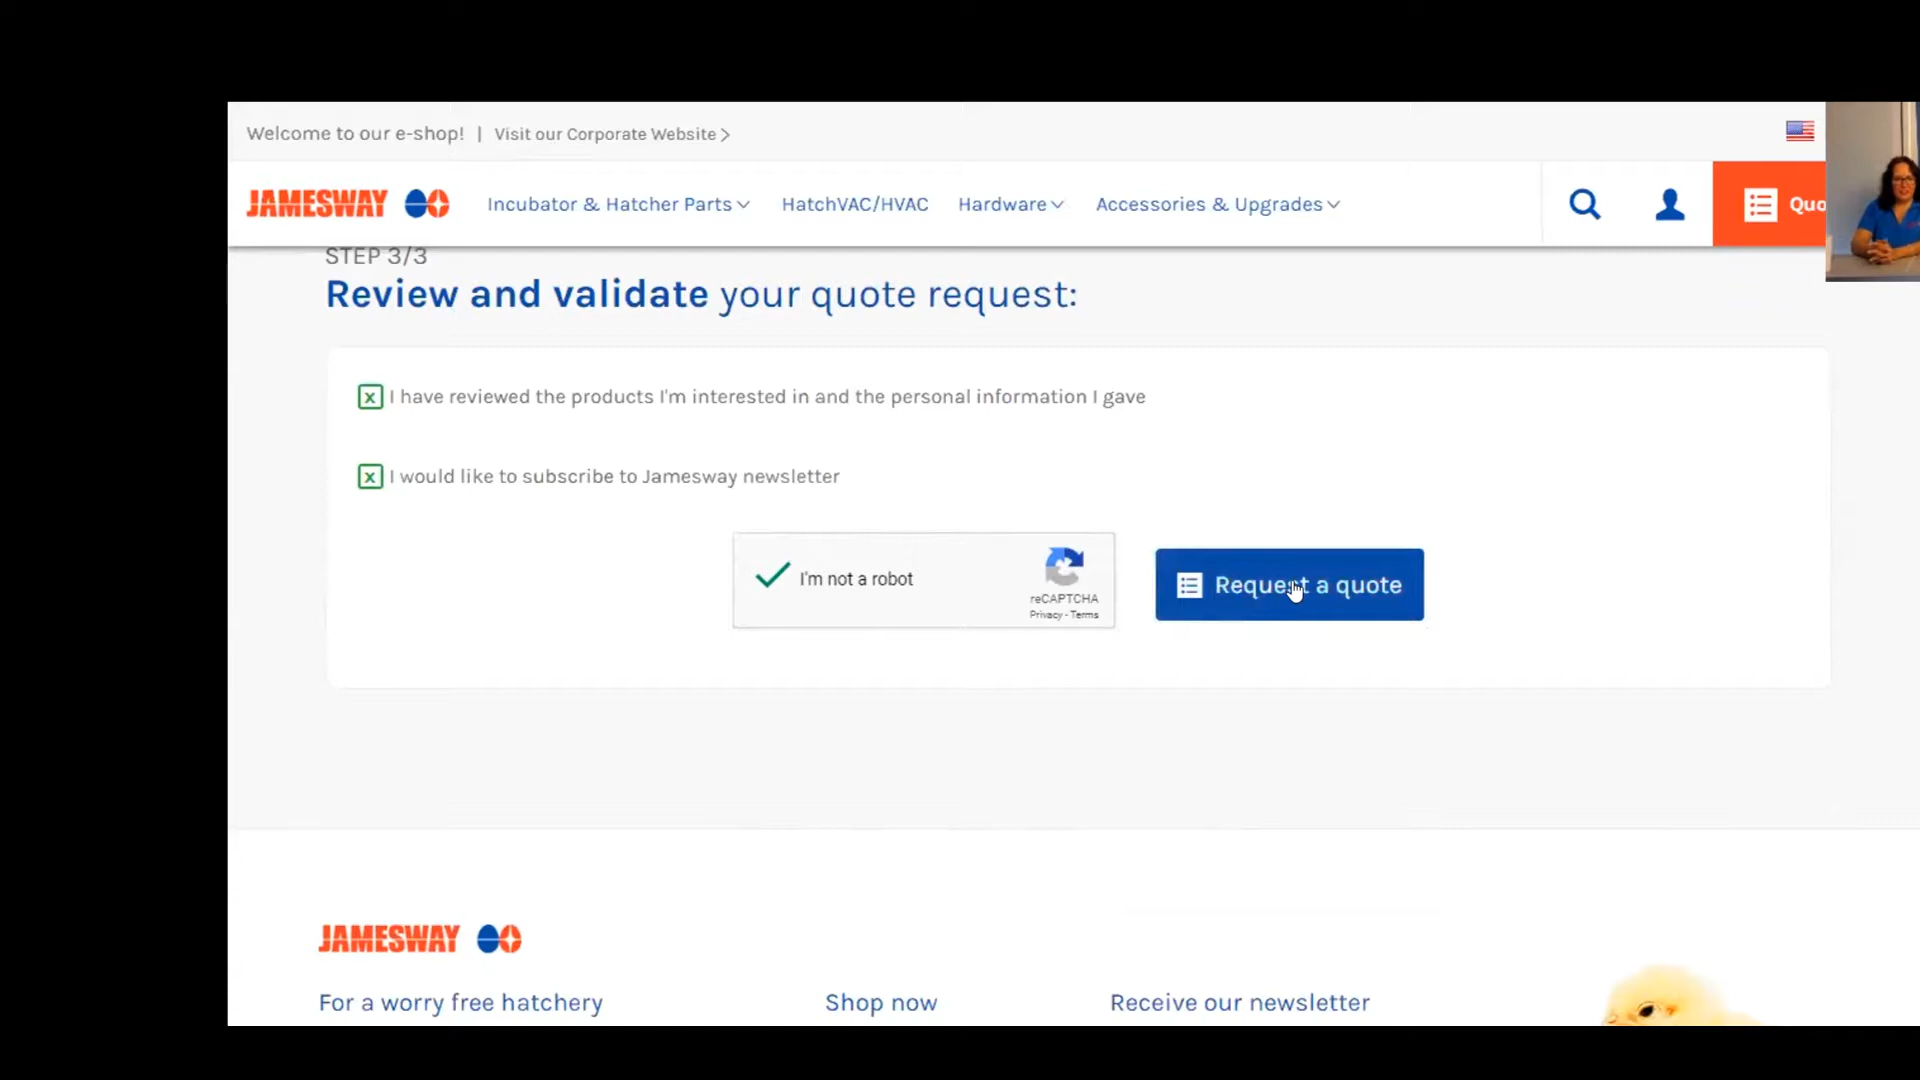 Welcome to our e-shop! | Visit our Corporate Website >
JAMESWAY Incubator & Hatcher Parts HatchVAC/HVAC Hardware Accessories & Upgrades Quo
STEP 3/3
Review and validate your quote request:
I have reviewed the products I'm interested in and the personal information I gave
I would like to subscribe to Jamesway newsletter
I'm not a robot
reCAPTCHA
Privacy - Terms
Request a quote
JAMESWAY
For a worry free hatchery Shop now Receive our newsletter